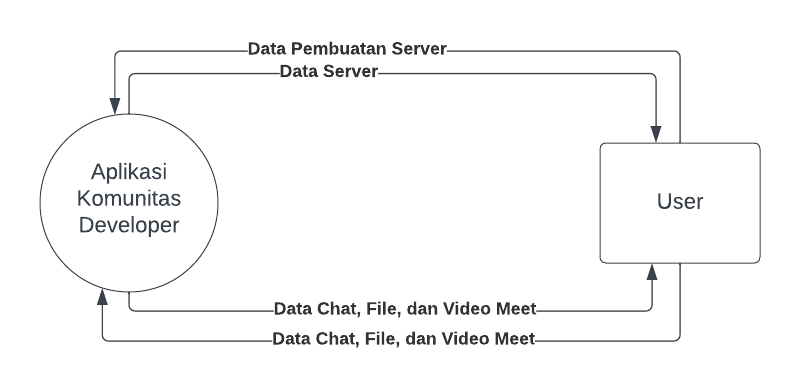 Data Pembuatan Server
Data Server
Aplikasi
Komunitas
Developer
User
Data Chat, File, dan Video Meet
Data Chat, File, dan Video Meet